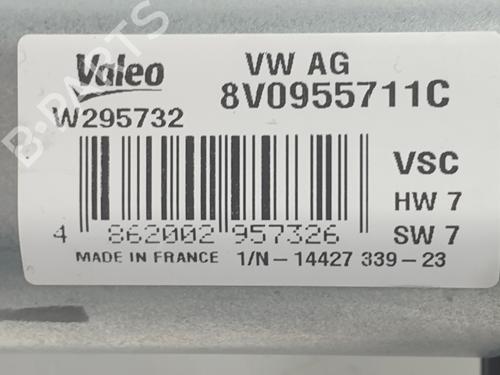 Valeo
VW AG
8V0955711C
W295732
VSC
HW 7
SW 7
4 862002 957326
MADE IN FRANCE 1/N-14427 339-23
B-PARTS